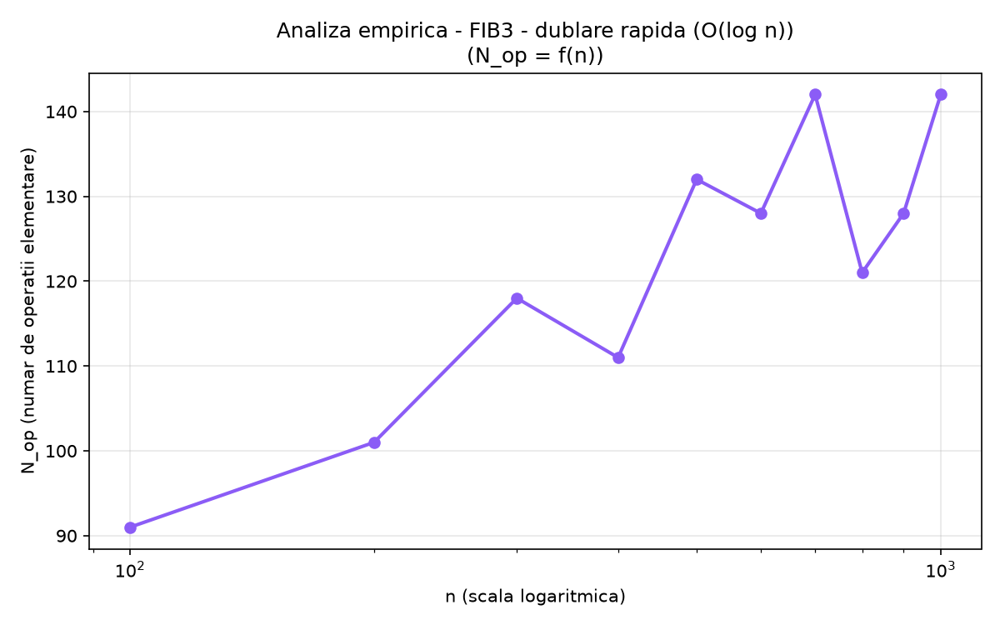 Analiza empirica - FIB3 - dublare rapida (O(log n))
(N_op = f(n))
N_op (numar de operatii elementare)
140
130
120
110
100
90
10²
10³
n (scala logaritmica)